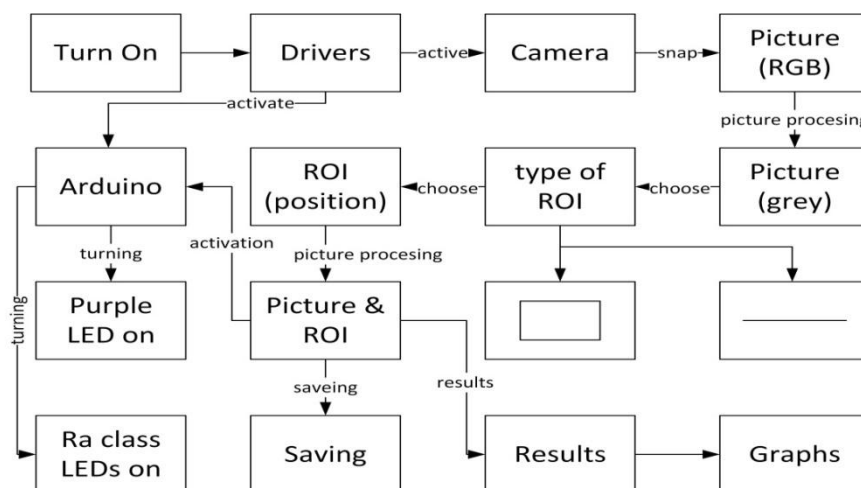 Turn On
Drivers
active
Camera
snap
Picture
(RGB)
activate
picture procesing
Arduino
ROI
(position)
choose
type of
ROI
choose
Picture
(grey)
turning
activation
picture procesing
turning
Purple
LED on
Picture &
ROI
saveing
results
Ra class
LEDs on
Saving
Results
Graphs